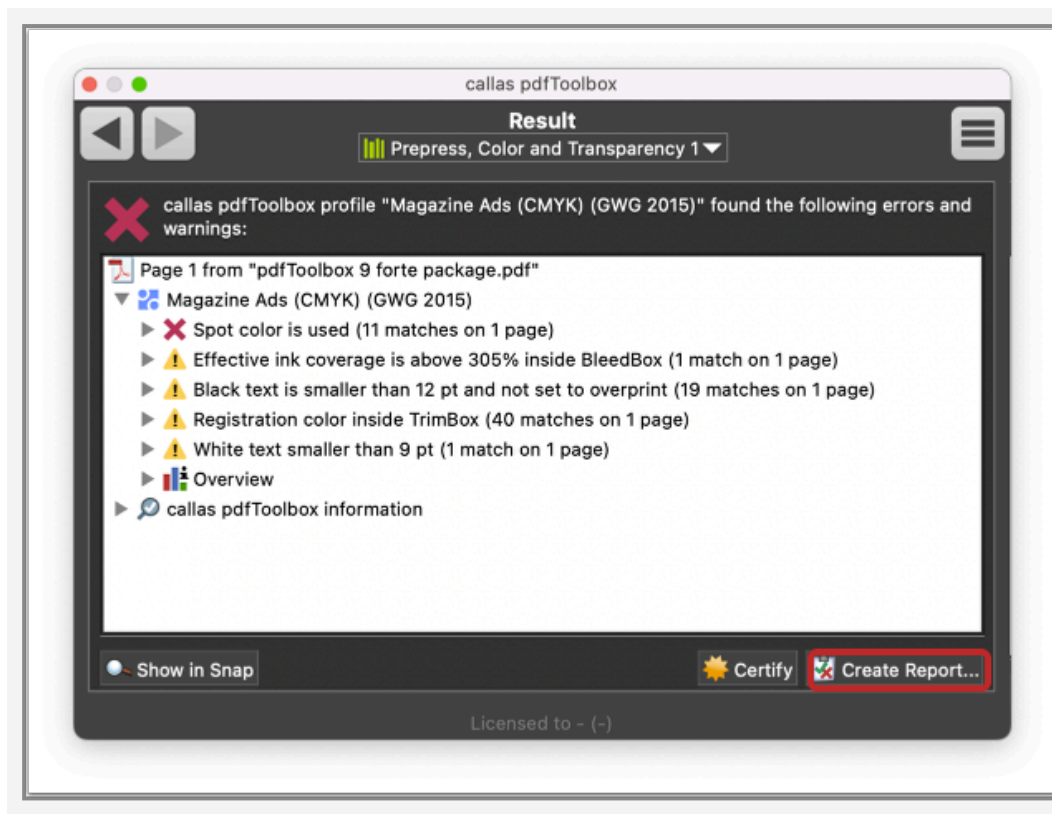 callas pdfToolbox
Result
Prepress, Color and Transparency 1
callas pdfToolbox profile "Magazine Ads (CMYK) (GWG 2015)" found the following errors and
warnings:
Page 1 from "pdfToolbox 9 forte package.pdf"
Magazine Ads (CMYK) (GWG 2015)
Spot color is used (11 matches on 1 page)
Effective ink coverage is above 305% inside BleedBox (1 match on 1 page)
Black text is smaller than 12 pt and not set to overprint (19 matches on 1 page)
Registration color inside TrimBox (40 matches on 1 page)
White text smaller than 9 pt (1 match on 1 page)
Overview
callas pdfToolbox information
Show in Snap
Certify
Create Report...
Licensed to - (-)